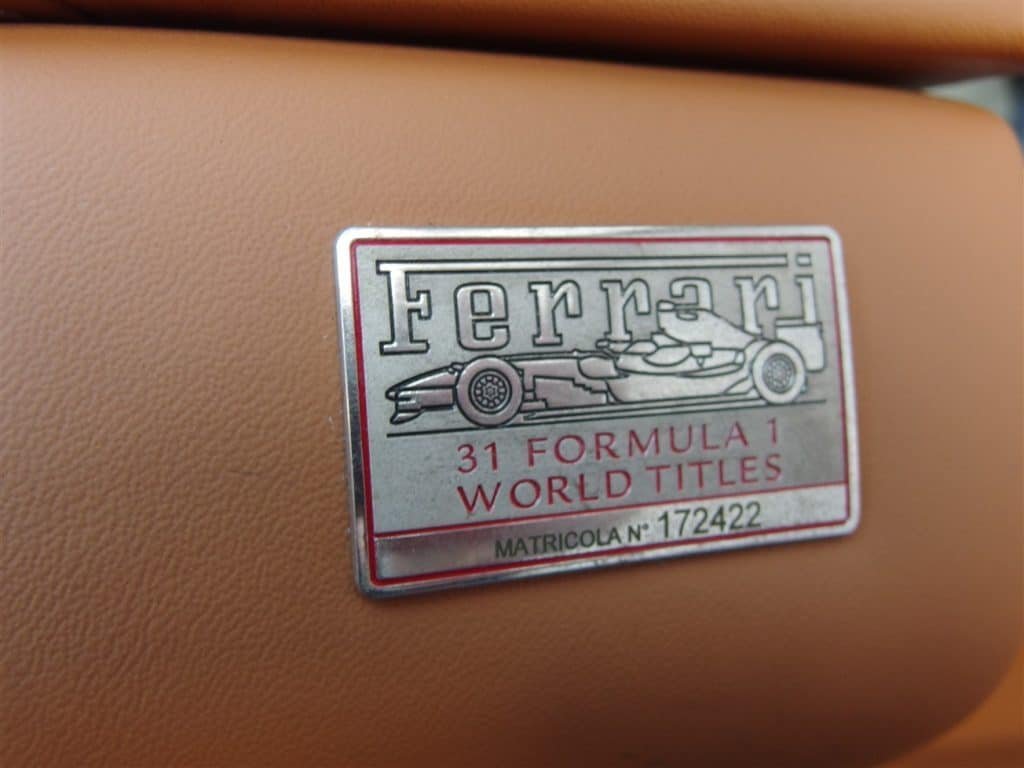 Ferrari
31 FORMULA 1
WORLD TITLES
MATRICOLA N° 172422